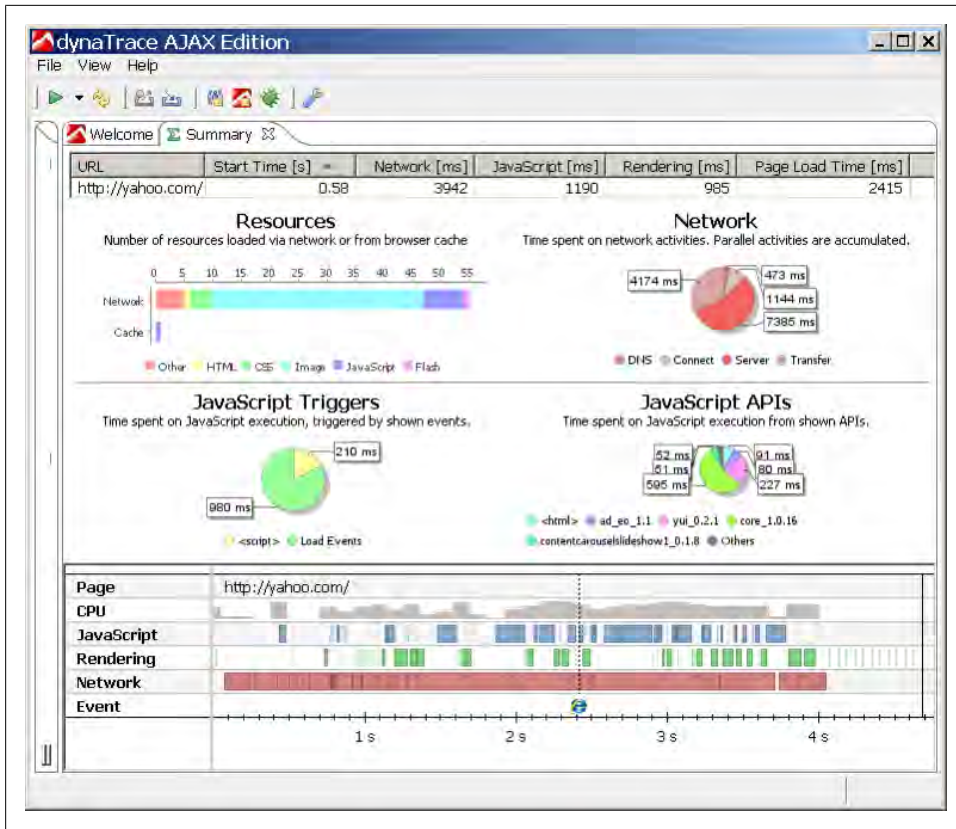 dynaTrace AJAX Edition
File View Help
Welcome Σ Summary
URL Start Time [s] Network [ms] JavaScript [ms] Rendering [ms] Page Load Time [ms]
http://yahoo.com/ 0.58 3942 1190 985 2415
Resources
Number of resources loaded via network or from browser cache
0 5 10 15 20 25 30 35 40 45 50 55
Network
Cache
Other HTML CSS Image JavaScript Flash
Network
Time spent on network activities. Parallel activities are accumulated.
4174 ms
473 ms
1144 ms
7385 ms
DNS Connect Server Transfer
JavaScript Triggers
Time spent on JavaScript execution, triggered by shown events.
210 ms
980 ms
<script> Load Events
JavaScript APIs
Time spent on JavaScript execution from shown APIs.
52 ms 91 ms
51 ms 80 ms
595 ms 227 ms
<html> ad_eo_1.1 yui_0.2.1 core_1.0.16
contentcarouselslideshow1_0.1.8 Others
Page http://yahoo.com/
CPU
JavaScript
Rendering
Network
Event
1 s 2 s 3 s 4 s